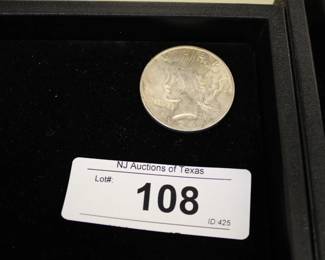 NJ Auctions of Texas
Lot#:
108
ID:425